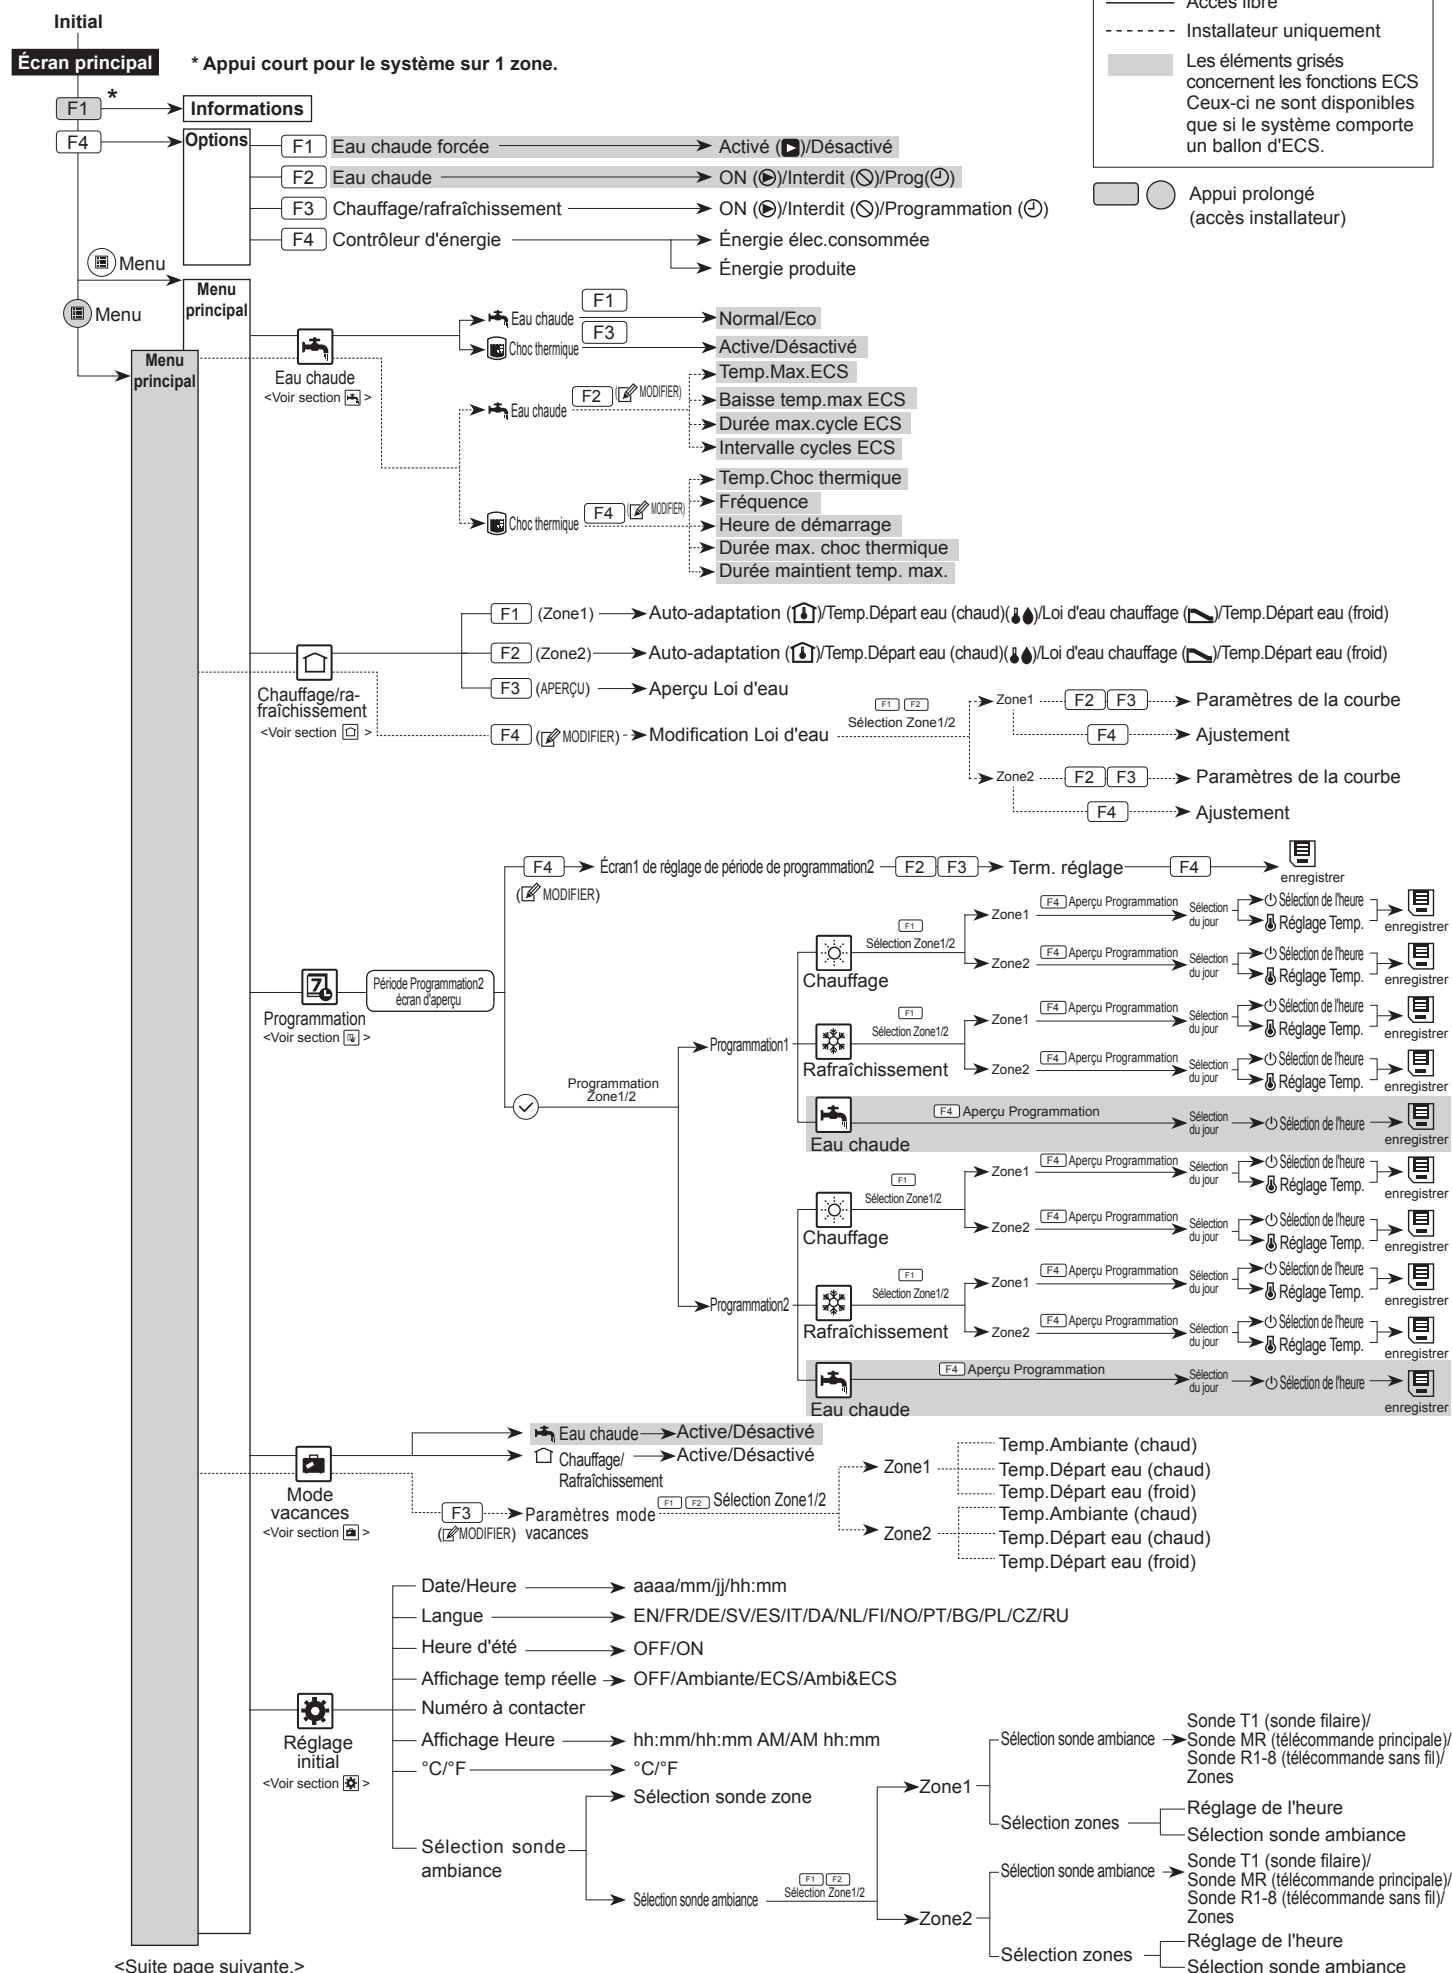 Accès libre
Installateur uniquement
Les éléments grisés
concernent les fonctions ECS
Ceux-ci ne sont disponibles
que si le système comporte
un ballon d'ECS.
Appui prolongé
(accès installateur)
Initial
Écran principal
* Appui court pour le système sur 1 zone.
F1 * Informations
F4 Options
F1 Eau chaude forcée Activé ( )/Désactivé
F2 Eau chaude ON ( )/Interdit ( )/Prog( )
F3 Chauffage/rafraîchissement ON ( )/Interdit ( )/Programmation ( )
F4 Contrôleur d'énergie Énergie élec.consommée
Énergie produite
Menu
Menu
Menu
principal
Menu
principal
Eau chaude
<Voir section >
Eau chaude F1 Normal/Eco
Choc thermique F3 Active/Désactivé
Eau chaude F2 ( MODIFIER)
Temp.Max.ECS
Baisse temp.max ECS
Durée max.cycle ECS
Intervalle cycles ECS
Choc thermique F4 ( MODIFIER)
Temp.Choc thermique
Fréquence
Heure de démarrage
Durée max. choc thermique
Durée maintient temp. max.
Chauffage/ra-
fraîchissement
<Voir section >
F1 (Zone1) Auto-adaptation ( )/Temp.Départ eau (chaud)( )/Loi d'eau chauffage ( )/Temp.Départ eau (froid)
F2 (Zone2) Auto-adaptation ( )/Temp.Départ eau (chaud)( )/Loi d'eau chauffage ( )/Temp.Départ eau (froid)
F3 (APERÇU) Aperçu Loi d'eau
F4 ( MODIFIER) Modification Loi d'eau
F1 F2
Sélection Zone1/2
Zone1 F2 F3 Paramètres de la courbe
F4 Ajustement
Zone2 F2 F3 Paramètres de la courbe
F4 Ajustement
Programmation
<Voir section >
Période Programmation2
écran d'aperçu
F4 Écran1 de réglage de période de programmation2 F2 F3 Term. réglage F4 enregistrer
( MODIFIER)
Programmation
Zone1/2
Programmation1
Chauffage
F1
Sélection Zone1/2
Zone1 F4 Aperçu Programmation Sélection du jour Sélection de l'heure
Réglage Temp. enregistrer
Zone2 F4 Aperçu Programmation Sélection du jour Sélection de l'heure
Réglage Temp. enregistrer
Rafraîchissement
F1
Sélection Zone1/2
Zone1 F4 Aperçu Programmation Sélection du jour Sélection de l'heure
Réglage Temp. enregistrer
Zone2 F4 Aperçu Programmation Sélection du jour Sélection de l'heure
Réglage Temp. enregistrer
Eau chaude
F4 Aperçu Programmation Sélection du jour Sélection de l'heure enregistrer
Programmation2
Chauffage
F1
Sélection Zone1/2
Zone1 F4 Aperçu Programmation Sélection du jour Sélection de l'heure
Réglage Temp. enregistrer
Zone2 F4 Aperçu Programmation Sélection du jour Sélection de l'heure
Réglage Temp. enregistrer
Rafraîchissement
F1
Sélection Zone1/2
Zone1 F4 Aperçu Programmation Sélection du jour Sélection de l'heure
Réglage Temp. enregistrer
Zone2 F4 Aperçu Programmation Sélection du jour Sélection de l'heure
Réglage Temp. enregistrer
Eau chaude
F4 Aperçu Programmation Sélection du jour Sélection de l'heure enregistrer
Mode
vacances
<Voir section >
Eau chaude Active/Désactivé
Chauffage/
Rafraîchissement Active/Désactivé
F3
( MODIFIER)
Paramètres mode
vacances
F1 F2 Sélection Zone1/2
Zone1
Temp.Ambiante (chaud)
Temp.Départ eau (chaud)
Temp.Départ eau (froid)
Zone2
Temp.Ambiante (chaud)
Temp.Départ eau (chaud)
Temp.Départ eau (froid)
Réglage
initial
<Voir section >
Date/Heure aaaa/mm/jj/hh:mm
Langue EN/FR/DE/SV/ES/IT/DA/NL/FI/NO/PT/BG/PL/CZ/RU
Heure d'été OFF/ON
Affichage temp réelle OFF/Ambiante/ECS/Ambi&ECS
Numéro à contacter
Affichage Heure hh:mm/hh:mm AM/AM hh:mm
°C/°F °C/°F
Sélection sonde
ambiance
Sélection sonde zone
Sélection sonde ambiance
F1 F2
Sélection Zone1/2
Zone1
Sélection sonde ambiance
Sonde T1 (sonde filaire)/
Sonde MR (télécommande principale)/
Sonde R1-8 (télécommande sans fil)/
Zones
Sélection zones
Réglage de l'heure
Sélection sonde ambiance
Zone2
Sélection sonde ambiance
Sonde T1 (sonde filaire)/
Sonde MR (télécommande principale)/
Sonde R1-8 (télécommande sans fil)/
Zones
Sélection zones
Réglage de l'heure
Sélection sonde ambiance
<Suite page suivante.>